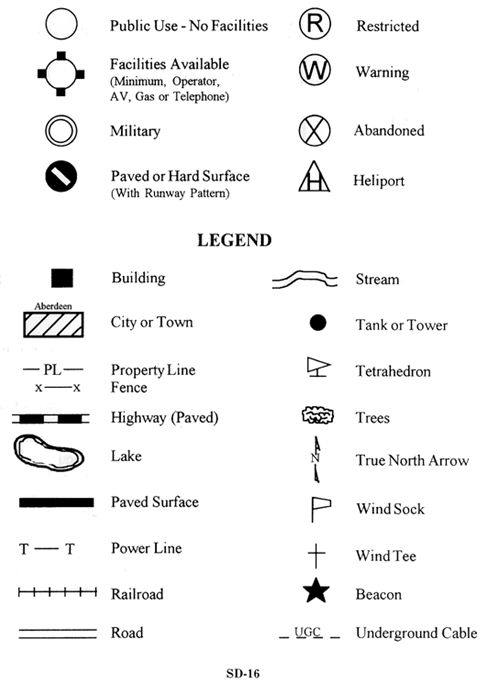 Public Use - No Facilities
R
Restricted
Facilities Available
(Minimum, Operator,
AV, Gas or Telephone)
W
Warning
Military
X
Abandoned
Paved or Hard Surface
(With Runway Pattern)
H
Heliport
LEGEND
Building
Stream
Aberdeen
City or Town
Tank or Tower
PL
Property Line
Tetrahedron
x x
Fence
Highway (Paved)
Trees
Lake
N
True North Arrow
Paved Surface
Wind Sock
T T
Power Line
Wind Tee
Railroad
Beacon
Road
UGC
Underground Cable
SD-16